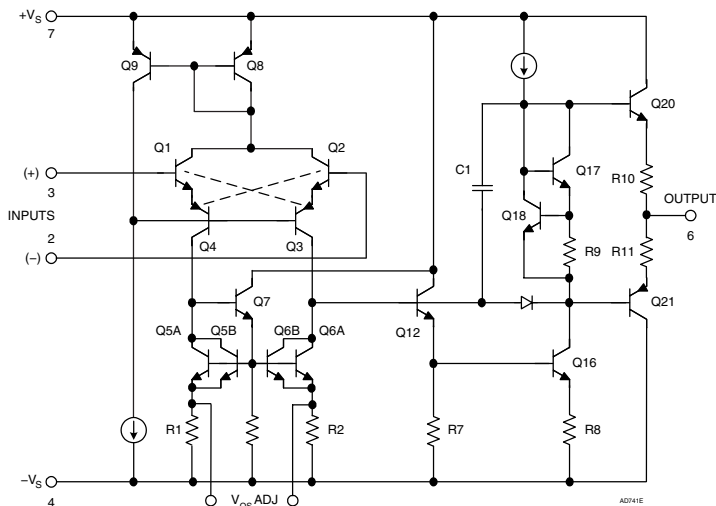 +VS
7
Q9
Q8
Q1
Q2
(+)
3
INPUTS
2
(−)
Q4
Q3
C1
Q17
Q18
R9
Q20
R10
OUTPUT
6
R11
Q21
Q7
Q12
Q5A
Q5B
Q6B
Q6A
Q16
R1
R2
R7
R8
−VS
4
VOS ADJ
AD741E